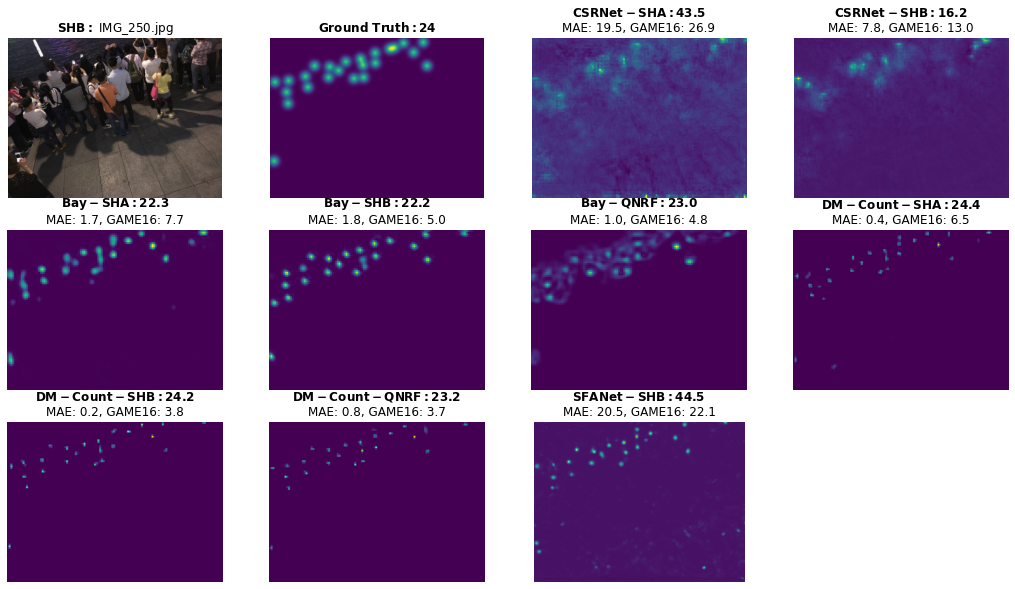 SHB: IMG_250.jpg
Ground Truth:24
CSRNet-SHA:43.5
MAE: 19.5, GAME16: 26.9
CSRNet-SHB:16.2
MAE: 7.8, GAME16: 13.0
Bay-SHA:22.3
MAE: 1.7, GAME16: 7.7
Bay-SHB:22.2
MAE: 1.8, GAME16: 5.0
Bay-QNRF:23.0
MAE: 1.0, GAME16: 4.8
DM-Count-SHA:24.4
MAE: 0.4, GAME16: 6.5
DM-Count-SHB:24.2
MAE: 0.2, GAME16: 3.8
DM-Count-QNRF:23.2
MAE: 0.8, GAME16: 3.7
SFANet-SHB:44.5
MAE: 20.5, GAME16: 22.1